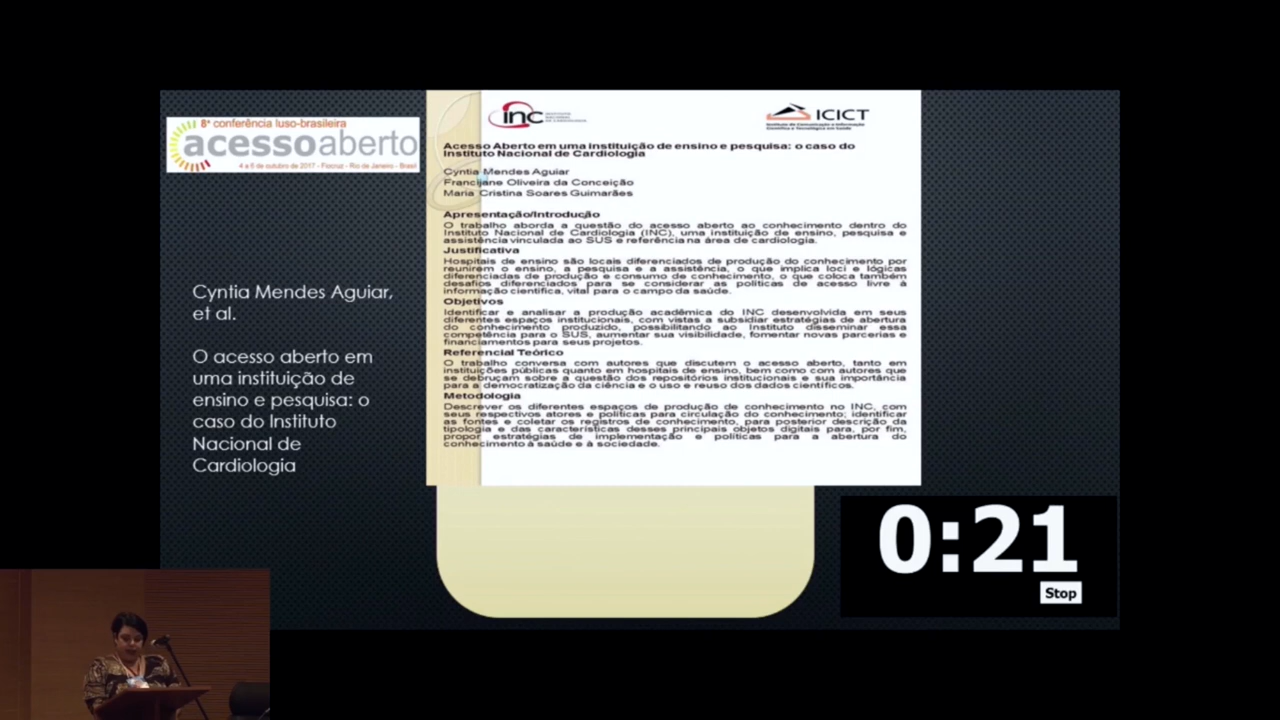 8ª conferência luso-brasileira
acessoaberto
4 a 6 de outubro de 2017 - Fiocruz - Rio de Janeiro - Brasil
Cyntia Mendes Aguiar,
et al.
O acesso aberto em
uma instituição de
ensino e pesquisa: o
caso do Instituto
Nacional de
Cardiologia
inc INSTITUTO
NACIONAL DE
CARDIOLOGIA
ICICT
Instituto de Comunicação e Informação
Científica e Tecnológica em Saúde
Acesso Aberto em uma instituição de ensino e pesquisa: o caso do
Instituto Nacional de Cardiologia
Cyntia Mendes Aguiar
Francijane Oliveira da Conceição
Maria Cristina Soares Guimarães
Apresentação/Introdução
O trabalho aborda a questão do acesso aberto ao conhecimento dentro do
Instituto Nacional de Cardiologia (INC), uma instituição de ensino, pesquisa e
assistência vinculada ao SUS e referência na área de cardiologia.
Justificativa
Hospitais de ensino são locais diferenciados de produção do conhecimento por
reunirem o ensino, a pesquisa e a assistência, o que implica loci e lógicas
diferenciadas de produção e consumo de conhecimento, o que coloca também
desafios diferenciados para se considerar as políticas de acesso livre à
informação científica, vital para o campo da saúde.
Objetivos
Identificar e analisar a produção acadêmica do INC desenvolvida em seus
diferentes espaços institucionais, com vistas a subsidiar estratégias de abertura
do conhecimento produzido, possibilitando ao Instituto disseminar essa
competência para o SUS, aumentar sua visibilidade, fomentar novas parcerias e
financiamentos para seus projetos.
Referencial Teórico
O trabalho conversa com autores que discutem o acesso aberto, tanto em
instituições públicas quanto em hospitais de ensino, bem como com autores que
se debruçam sobre a questão dos repositórios institucionais e sua importância
para a democratização da ciência e o uso e reuso dos dados científicos.
Metodologia
Descrever os diferentes espaços de produção de conhecimento no INC, com
seus respectivos atores e políticas para circulação do conhecimento; identificar
as fontes e coletar os registros de conhecimento, para posterior descrição da
tipologia e das características desses principais objetos digitais para, por fim,
propor estratégias de implementação e políticas para a abertura do
conhecimento à saúde e à sociedade.
0:21
Stop